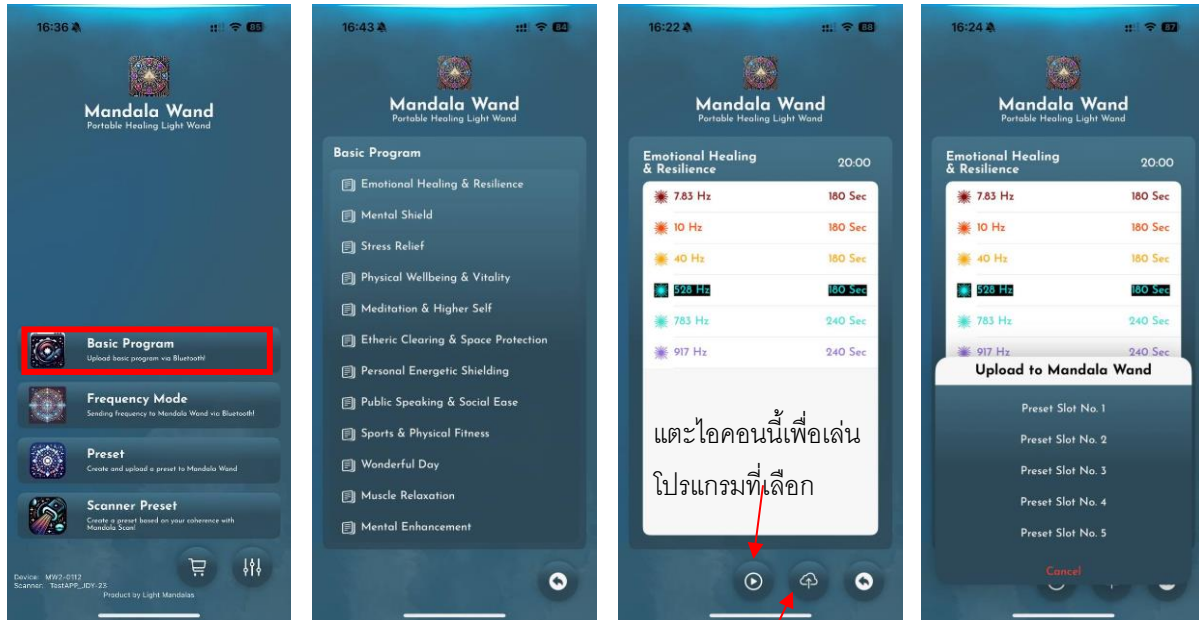 16:36
85
Mandala Wand
Portable Healing Light Wand
Basic Program
Upload basic program via Bluetooth!
Frequency Mode
Sending frequency to Mandala Wand via Bluetooth!
Preset
Create and upload a preset to Mandala Wand
Scanner Preset
Create a preset based on your coherence with
Mandala Scan!
Device: MW2-0112
Scanner: TestAPP_JDY-23
Product by Light Mandalas
16:43
84
Mandala Wand
Portable Healing Light Wand
Basic Program
Emotional Healing & Resilience
Mental Shield
Stress Relief
Physical Wellbeing & Vitality
Meditation & Higher Self
Etheric Clearing & Space Protection
Personal Energetic Shielding
Public Speaking & Social Ease
Sports & Physical Fitness
Wonderful Day
Muscle Relaxation
Mental Enhancement
16:22
88
Mandala Wand
Portable Healing Light Wand
Emotional Healing
& Resilience
20:00
7.83 Hz 180 Sec
10 Hz 180 Sec
40 Hz 180 Sec
528 Hz 180 Sec
783 Hz 240 Sec
917 Hz 240 Sec
แตะไอคอนนี้เพื่อเล่น
โปรแกรมที่เลือก
16:24
87
Mandala Wand
Portable Healing Light Wand
Emotional Healing
& Resilience
20:00
7.83 Hz 180 Sec
10 Hz 180 Sec
40 Hz 180 Sec
528 Hz 180 Sec
783 Hz 240 Sec
917 Hz 240 Sec
Upload to Mandala Wand
Preset Slot No. 1
Preset Slot No. 2
Preset Slot No. 3
Preset Slot No. 4
Preset Slot No. 5
Cancel